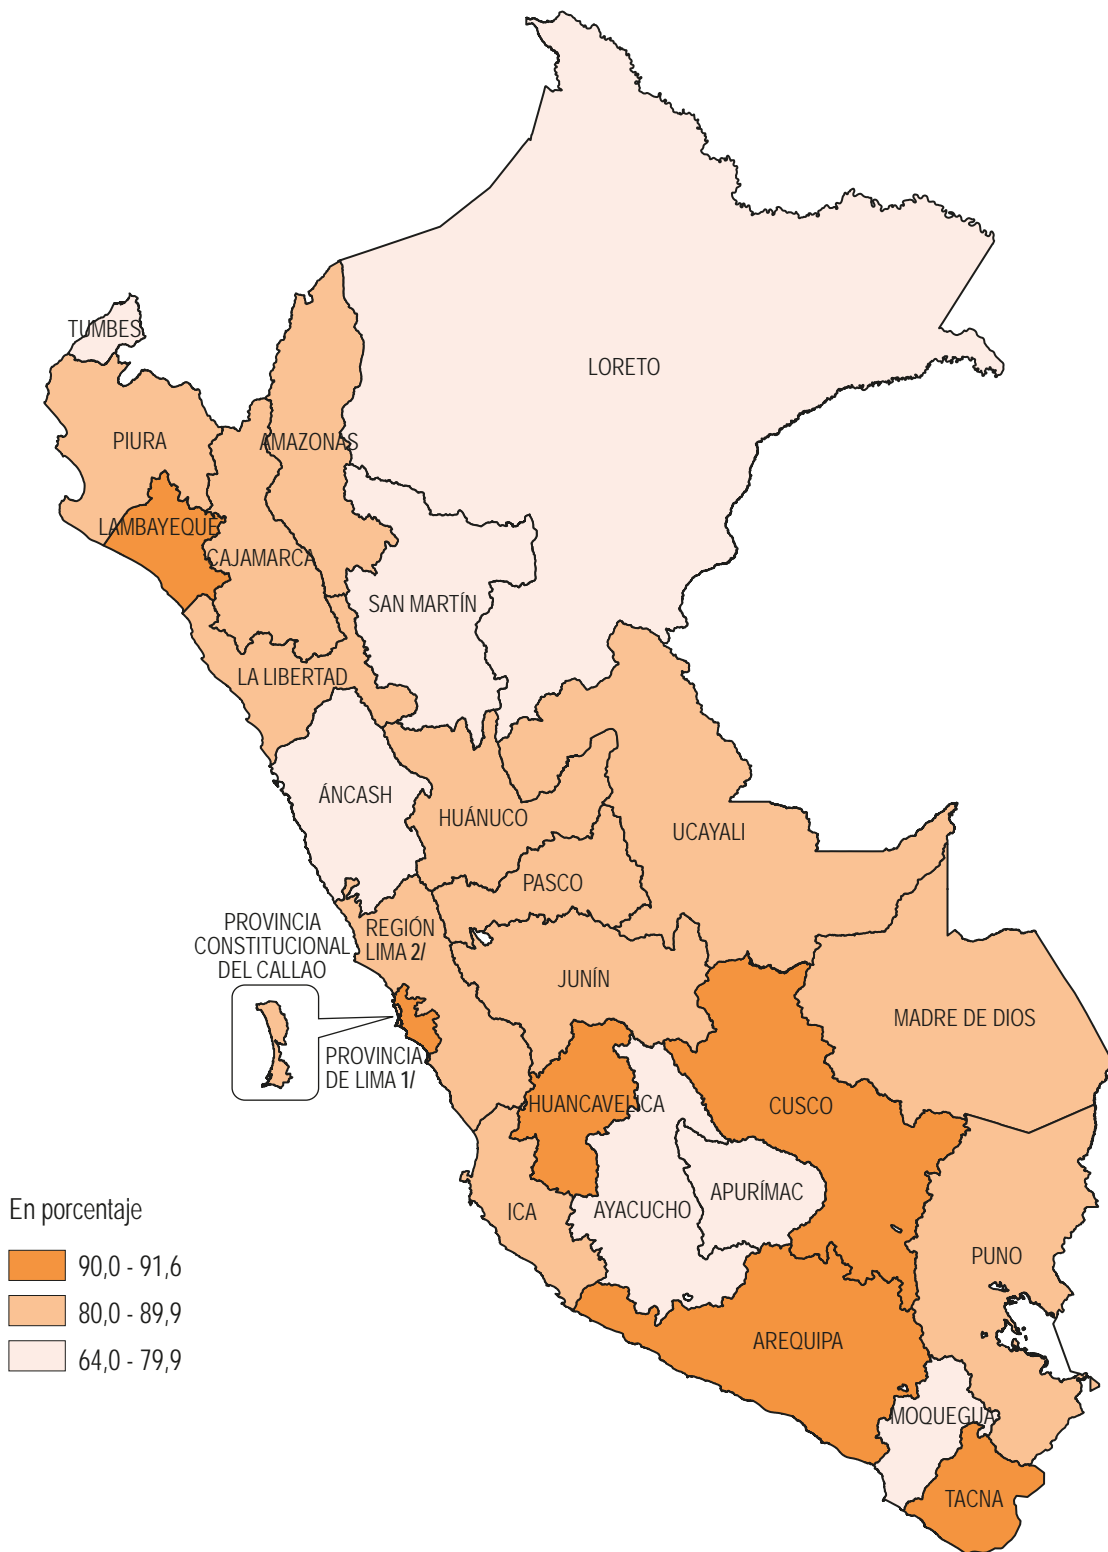 TUMBES
LORETO
PIURA
AMAZONAS
LAMBAYEQUE
CAJAMARCA
SAN MARTÍN
LA LIBERTAD
ÁNCASH
HUÁNUCO
UCAYALI
PASCO
PROVINCIA
CONSTITUCIONAL
DEL CALLAO
REGIÓN
LIMA 2/
JUNÍN
MADRE DE DIOS
PROVINCIA
DE LIMA 1/
HUANCAVELICA
CUSCO
APURÍMAC
AYACUCHO
ICA
PUNO
AREQUIPA
MOQUEGUA
TACNA
En porcentaje
90,0 - 91,6
80,0 - 89,9
64,0 - 79,9